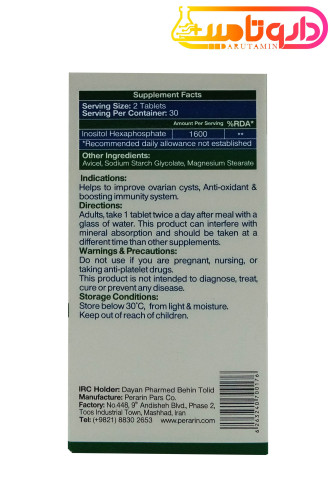 داروتامین
DARUTAMIN
Supplement Facts
Serving Size: 2 Tablets
Serving Per Container: 30
Amount Per Serving %RDA*
Inositol Hexaphosphate 1600 **
*Recommended daily allowance not established
Other Ingredients:
Avicel, Sodium Starch Glycolate, Magnesium Stearate
Indications:
Helps to improve ovarian cysts, Anti-oxidant &
boosting immunity system.
Directions:
Adults, take 1 tablet twice a day after meal with a
glass of water. This product can interfere with
mineral absorption and should be taken at a
different time than other supplements.
Warnings & Precautions:
Do not use if you are pregnant, nursing, or
taking anti-platelet drugs.
This product is not intended to diagnose, treat,
cure or prevent any disease.
Storage Conditions:
Store below 30°C, from light & moisture.
Keep out of reach of children.
IRC Holder: Dayan Pharmed Behin Tolid
Manufacture: Perarin Pars Co.
Factory: No.448, 9th Andisheh Blvd., Phase 2,
Toos Industrial Town, Mashhad, Iran
Tel: (+9821) 8830 2653 www.perarin.com